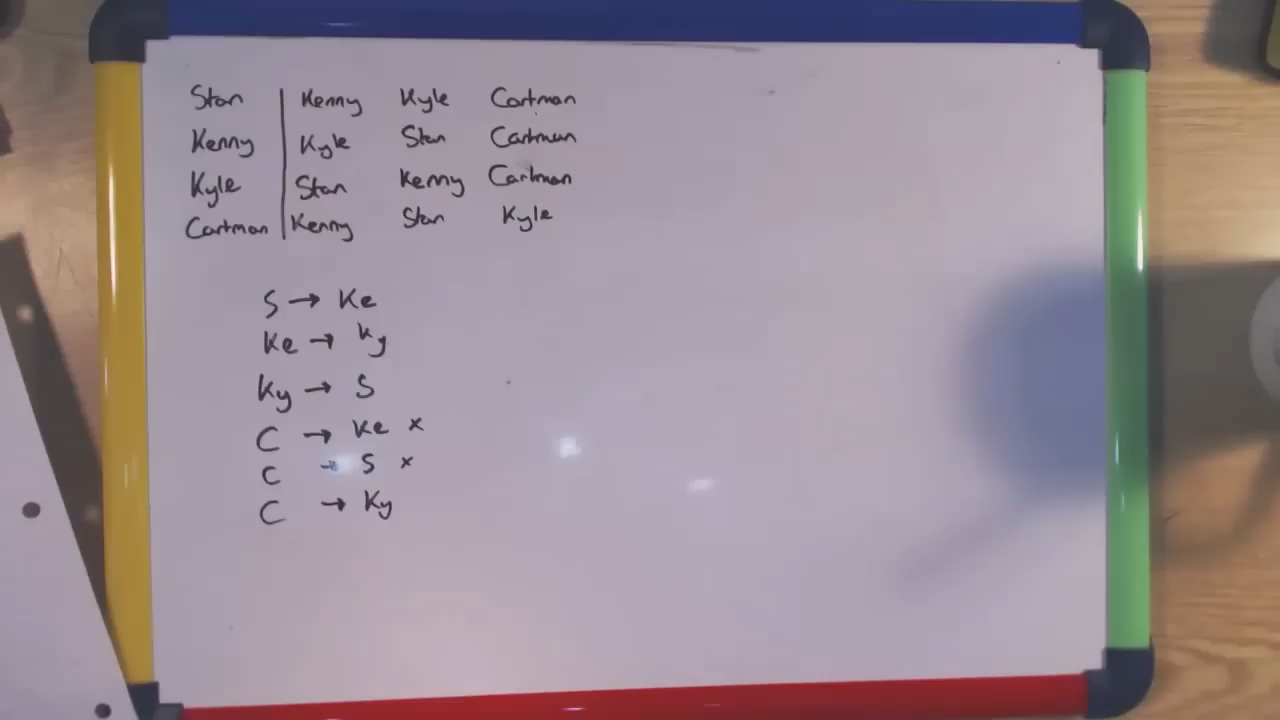 Stan | Kenny Kyle Cartman
Kenny | Kyle Stan Cartman
Kyle | Stan Kenny Cartman
Cartman | Kenny Stan Kyle
S → Ke
Ke → Ky
Ky → S
C → Ke x
C → S x
C → Ky